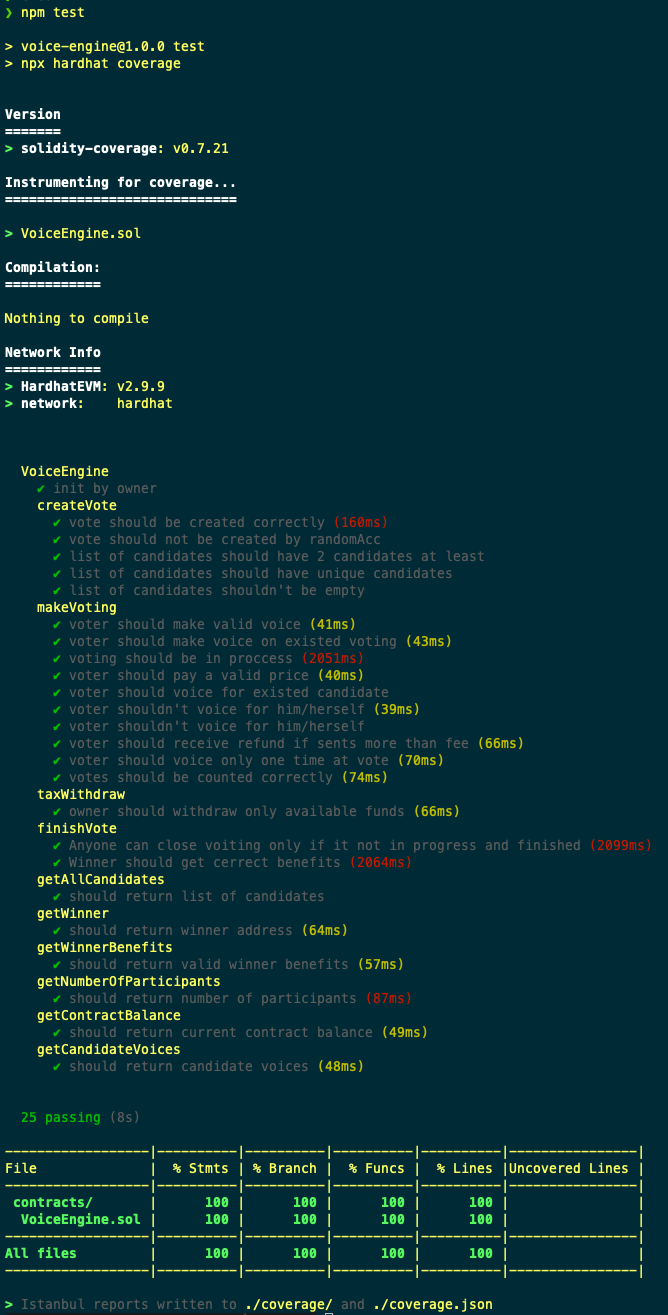 ❯ npm test
> voice-engine@1.0.0 test
> npx hardhat coverage
Version
=======
> solidity-coverage: v0.7.21
Instrumenting for coverage...
=============================
> VoiceEngine.sol
Compilation:
============
Nothing to compile
Network Info
============
> HardhatEVM: v2.9.9
> network:    hardhat
VoiceEngine
✔ init by owner
createVote
✔ vote should be created correctly (160ms)
✔ vote should not be created by randomAcc
✔ list of candidates should have 2 candidates at least
✔ list of candidates should have unique candidates
✔ list of candidates shouldn't be empty
makeVoting
✔ voter should make valid voice (41ms)
✔ voter should make voice on existed voting (43ms)
✔ voting should be in proccess (2051ms)
✔ voter should pay a valid price (40ms)
✔ voter should voice for existed candidate
✔ voter shouldn't voice for him/herself (39ms)
✔ voter shouldn't voice for him/herself
✔ voter should receive refund if sents more than fee (66ms)
✔ voter should voice only one time at vote (70ms)
✔ votes should be counted correctly (74ms)
taxWithdraw
✔ owner should withdraw only available funds (66ms)
finishVote
✔ Anyone can close voiting only if it not in progress and finished (2099ms)
✔ Winner should get cerrect benefits (2064ms)
getAllCandidates
✔ should return list of candidates
getWinner
✔ should return winner address (64ms)
getWinnerBenefits
✔ should return valid winner benefits (57ms)
getNumberOfParticipants
✔ should return number of participants (87ms)
getContractBalance
✔ should return current contract balance (49ms)
getCandidateVoices
✔ should return candidate voices (48ms)
25 passing (8s)
------------------|----------|----------|----------|----------|----------------|
File              |  % Stmts | % Branch |  % Funcs |  % Lines |Uncovered Lines |
------------------|----------|----------|----------|----------|----------------|
 contracts/       |      100 |      100 |      100 |      100 |                |
  VoiceEngine.sol |      100 |      100 |      100 |      100 |                |
------------------|----------|----------|----------|----------|----------------|
All files         |      100 |      100 |      100 |      100 |                |
------------------|----------|----------|----------|----------|----------------|
> Istanbul reports written to ./coverage/ and ./coverage.json